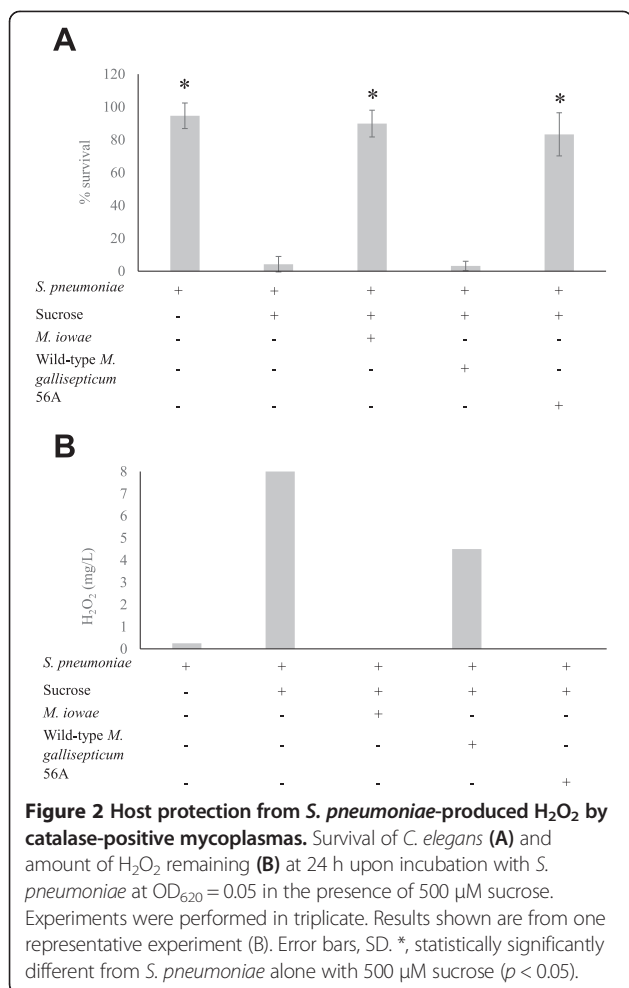 A
120
100
80
60
40
20
0
% survival
* * *
S. pneumoniae + + + + +
Sucrose - + + + +
M. iowae - - + - -
Wild-type M.
gallisepticum - - - + -
56A - - - - +
B
8
7
6
5
4
3
2
1
0
H₂O₂ (mg/L)
S. pneumoniae + + + + +
Sucrose - + + + +
M. iowae - - + - -
Wild-type M.
gallisepticum - - - + -
56A - - - - +
Figure 2 Host protection from S. pneumoniae-produced H₂O₂ by
catalase-positive mycoplasmas. Survival of C. elegans (A) and
amount of H₂O₂ remaining (B) at 24 h upon incubation with S.
pneumoniae at OD₆₂₀ = 0.05 in the presence of 500 μM sucrose.
Experiments were performed in triplicate. Results shown are from one
representative experiment (B). Error bars, SD. *, statistically significantly
different from S. pneumoniae alone with 500 μM sucrose (p < 0.05).